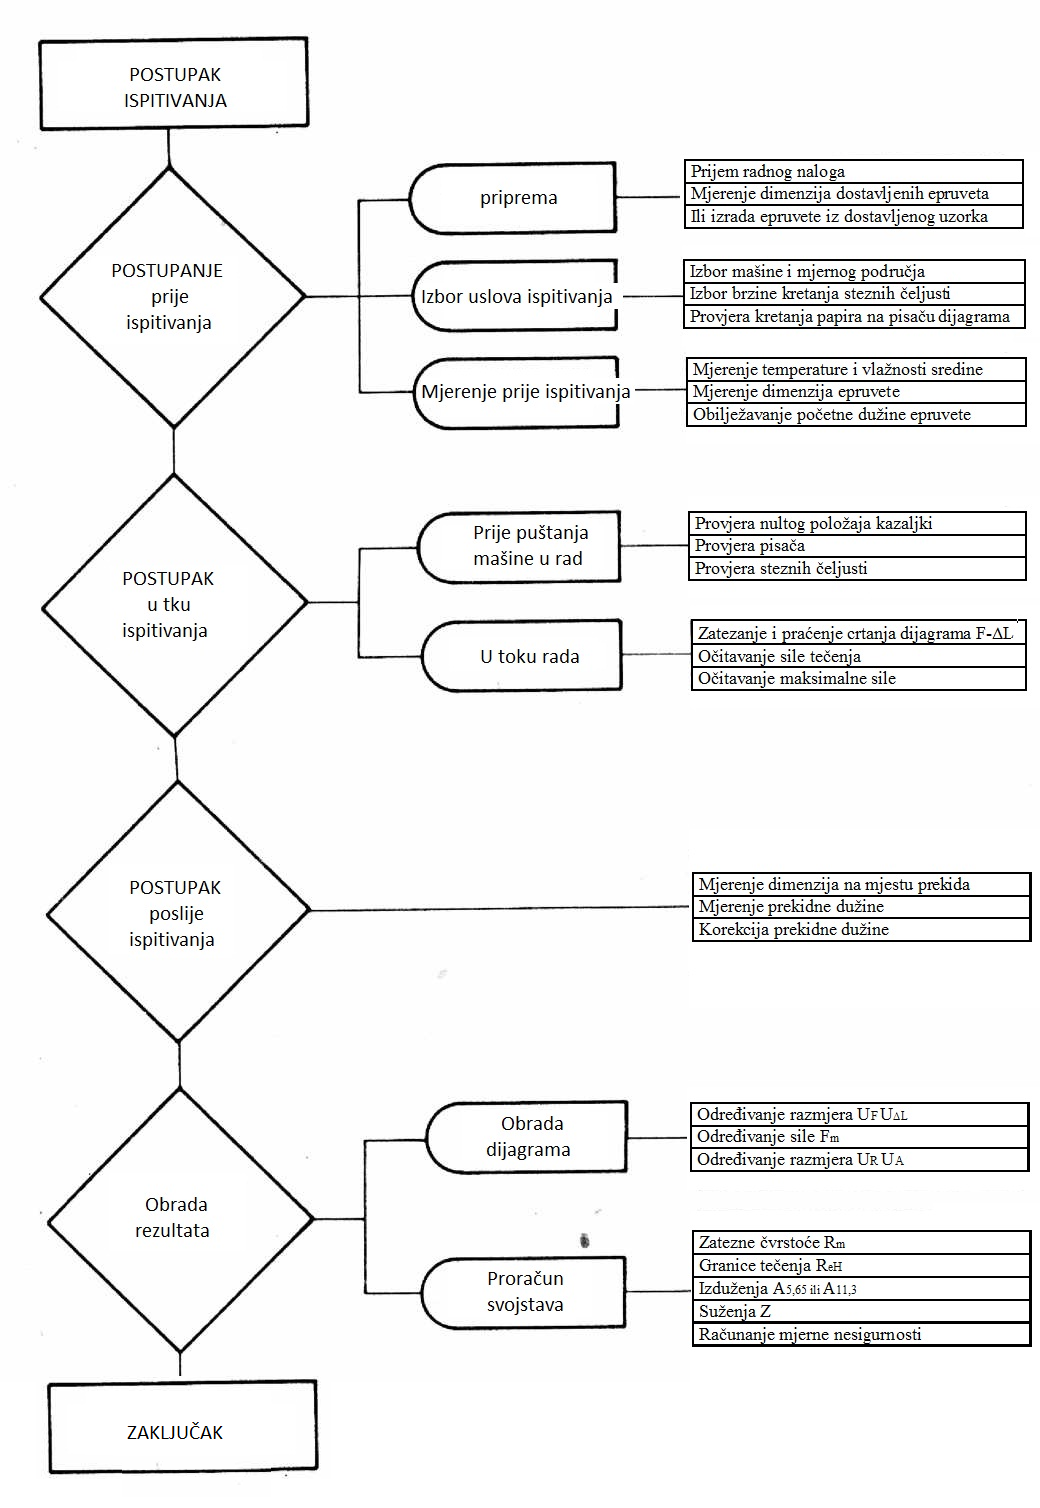 POSTUPAK
ISPITIVANJA
POSTUPANJE
prije
ispitivanja
priprema
Prijem radnog naloga
Mjerenje dimenzija dostavljenih epruveta
Ili izrada epruvete iz dostavljenog uzorka
Izbor uslova ispitivanja
Izbor mašine i mjernog područja
Izbor brzine kretanja steznih čeljusti
Provjera kretanja papira na pisaču dijagrama
Mjerenje prije ispitivanja
Mjerenje temperature i vlažnosti sredine
Mjerenje dimenzija epruvete
Obilježavanje početne dužine epruvete
POSTUPAK
u tku
ispitivanja
Prije puštanja
mašine u rad
Provjera nultog položaja kazaljki
Provjera pisača
Provjera steznih čeljusti
U toku rada
Zatezanje i praćenje crtanja dijagrama F-ΔL
Očitavanje sile tečenja
Očitavanje maksimalne sile
POSTUPAK
poslije
ispitivanja
Mjerenje dimenzija na mjestu prekida
Mjerenje prekidne dužine
Korekcija prekidne dužine
Obrada
rezultata
Obrada
dijagrama
Određivanje razmjera UF UΔL
Određivanje sile Fm
Određivanje razmjera UR UA
Proračun
svojstava
Zatezne čvrstoće Rm
Granice tečenja ReH
Izduženja A5,65 ili A11,3
Suženja Z
Računanje mjerne nesigurnosti
ZAKLJUČAK